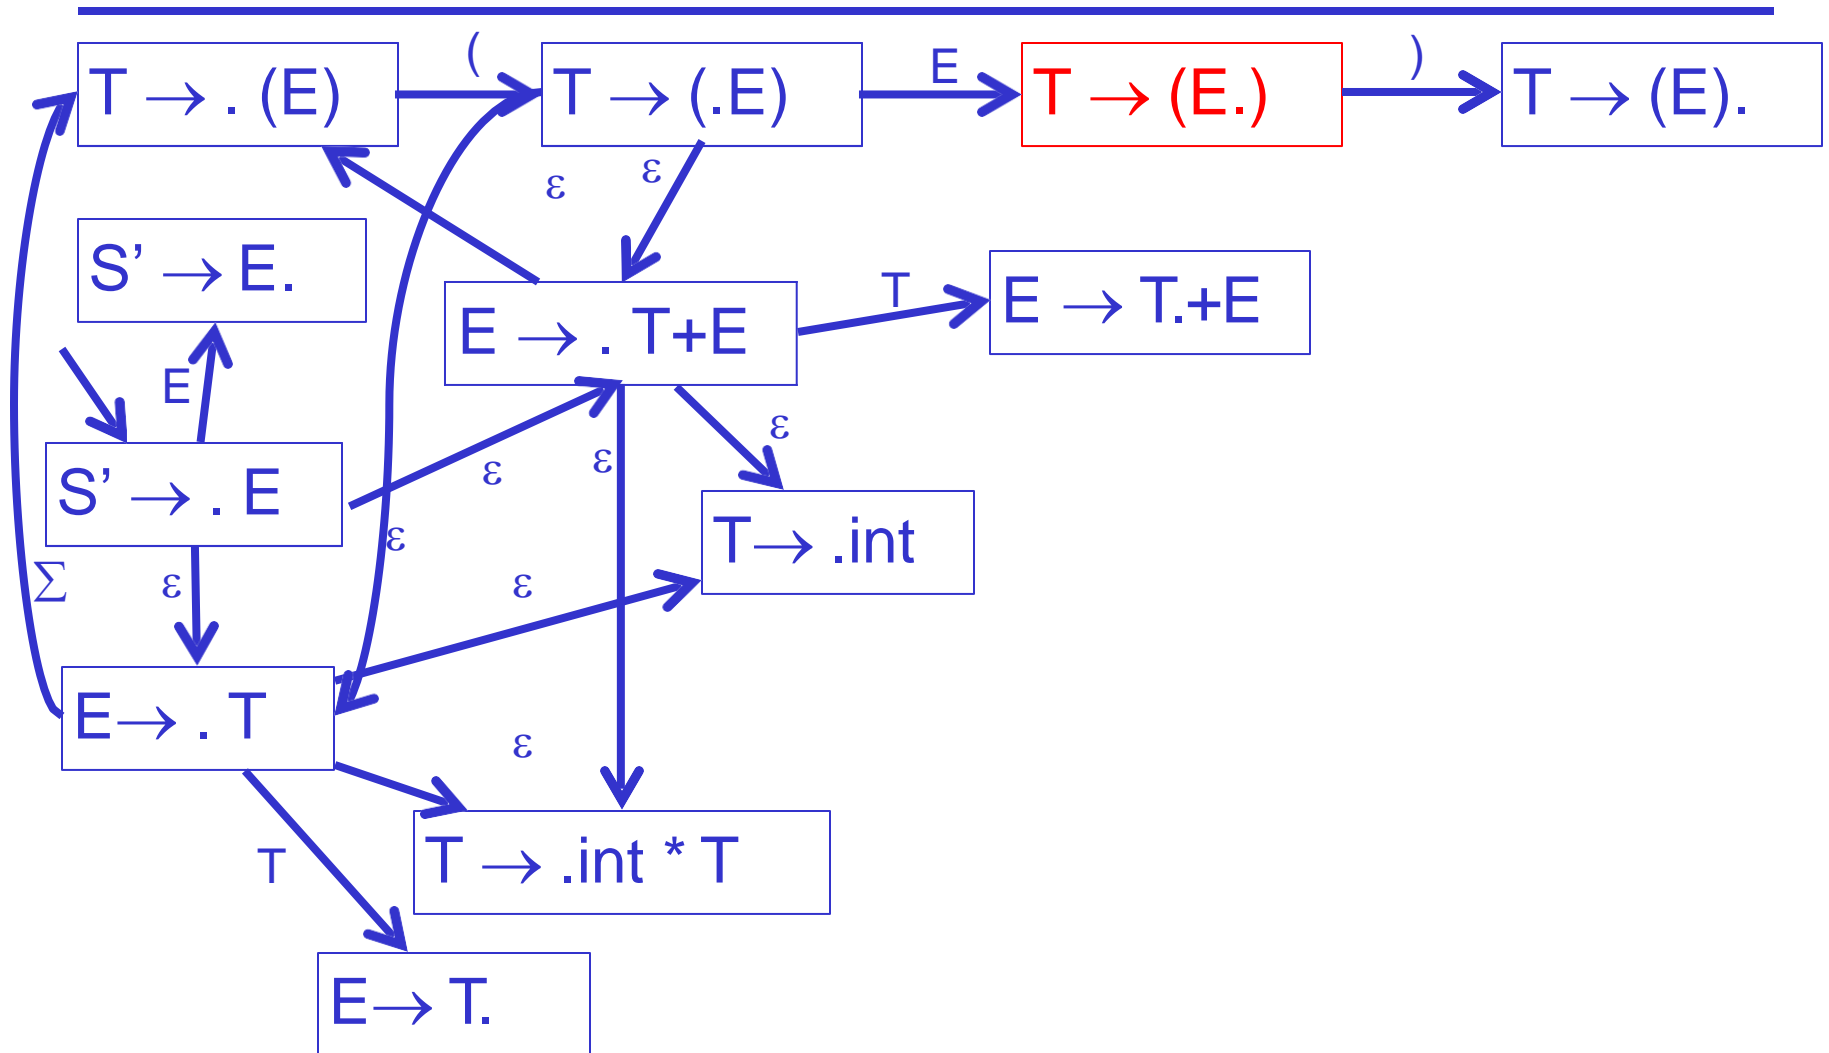 (
E
)
T → . (E)
T → (.E)
T → (E.)
T → (E).
ε
ε
S’ → E.
T
E → . T+E
E → T.+E
E
ε
ε
ε
S’ → . E
T→ .int
ε
∑
ε
ε
E→ . T
ε
T → .int * T
T
E→ T.